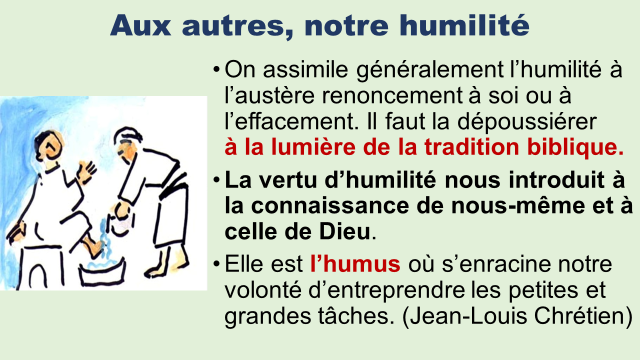 Aux autres, notre humilité
• On assimile généralement l’humilité à
l’austère renoncement à soi ou à
l’effacement. Il faut la dépoussiérer
à la lumière de la tradition biblique.
• La vertu d’humilité nous introduit à
la connaissance de nous-même et à
celle de Dieu.
• Elle est l’humus où s’enracine notre
volonté d’entreprendre les petites et
grandes tâches. (Jean-Louis Chrétien)